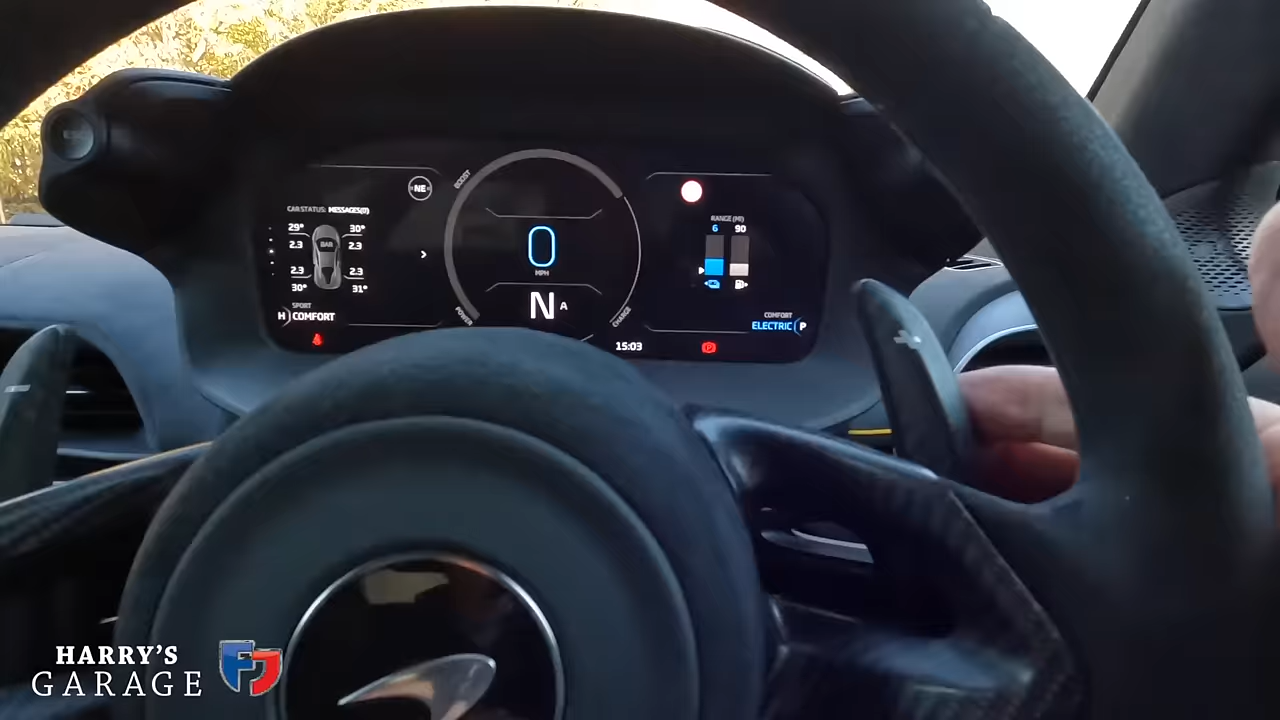 NE
CAR STATUS: MESSAGES(!)
29° 30°
BAR
2.3 2.3
2.3 2.3
30° 31°
SPORT
H COMFORT
BOOST
0
MPH
N A
POWER
CHARGE
15:03
RANGE (MI)
6 90
COMFORT
ELECTRIC P
HARRY'S
GARAGE